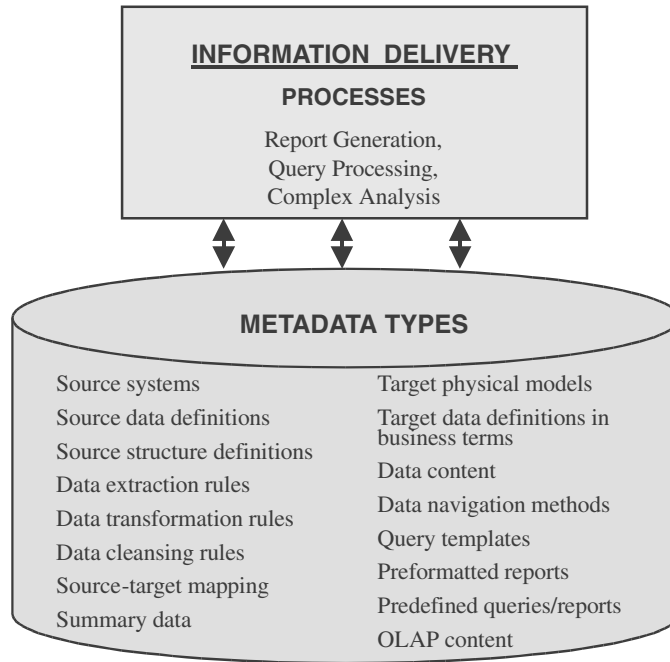 INFORMATION DELIVERY
PROCESSES
Report Generation,
Query Processing,
Complex Analysis
METADATA TYPES
Source systems
Source data definitions
Source structure definitions
Data extraction rules
Data transformation rules
Data cleansing rules
Source-target mapping
Summary data
Target physical models
Target data definitions in
business terms
Data content
Data navigation methods
Query templates
Preformatted reports
Predefined queries/reports
OLAP content